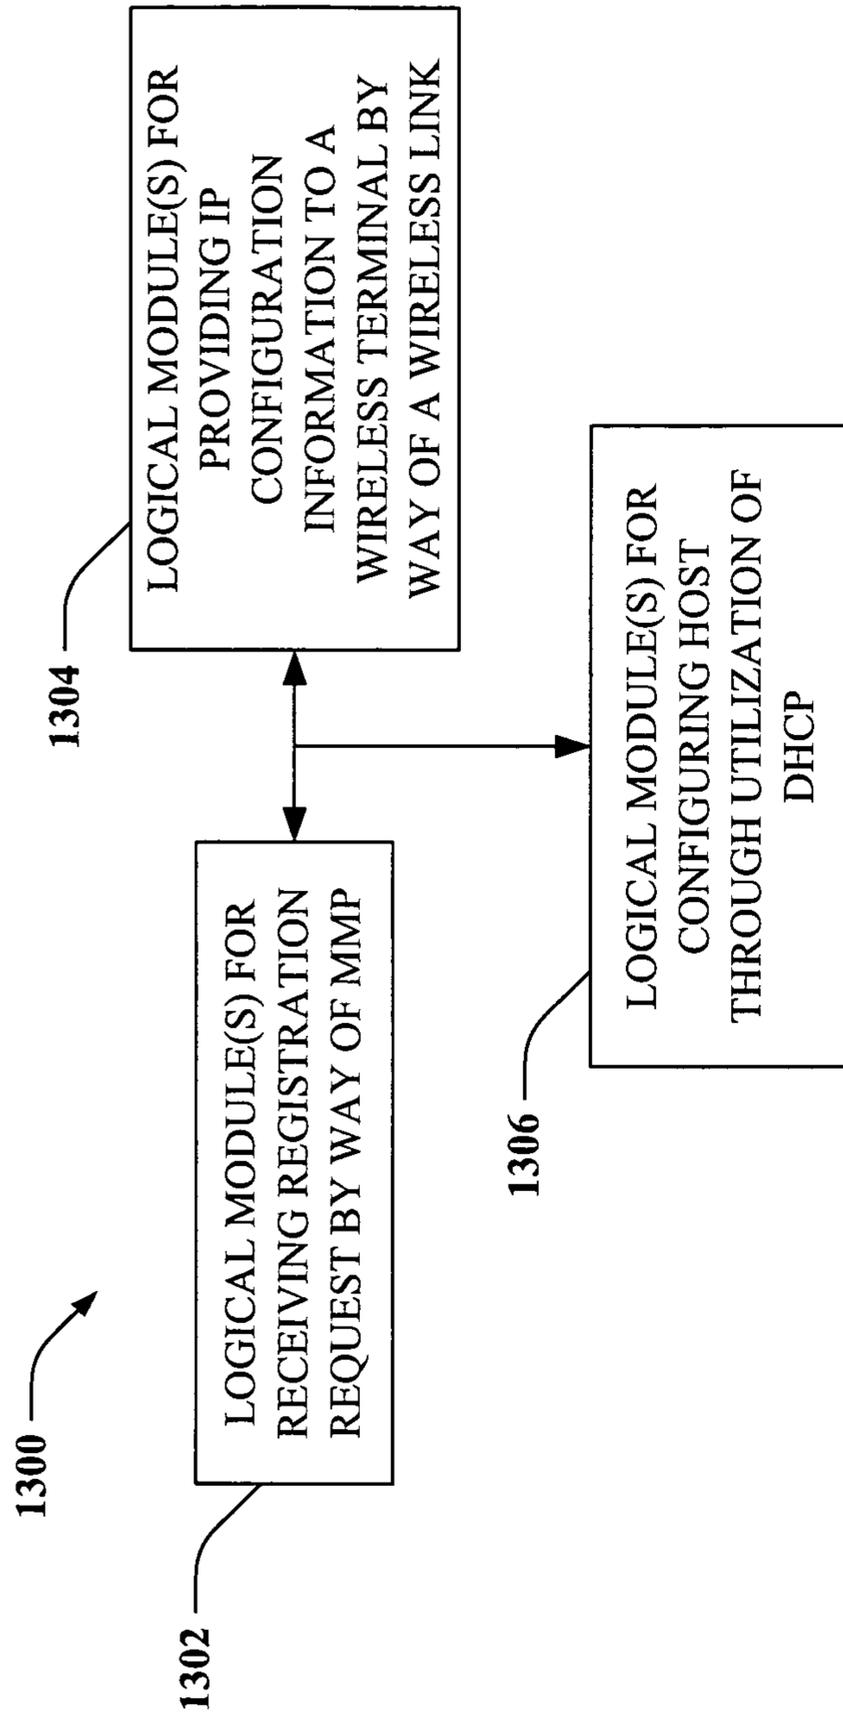 1300
1302
LOGICAL MODULE(S) FOR
RECEIVING REGISTRATION
REQUEST BY WAY OF MMP
1304
LOGICAL MODULE(S) FOR
PROVIDING IP
CONFIGURATION
INFORMATION TO A
WIRELESS TERMINAL BY
WAY OF A WIRELESS LINK
1306
LOGICAL MODULE(S) FOR
CONFIGURING HOST
THROUGH UTILIZATION OF
DHCP